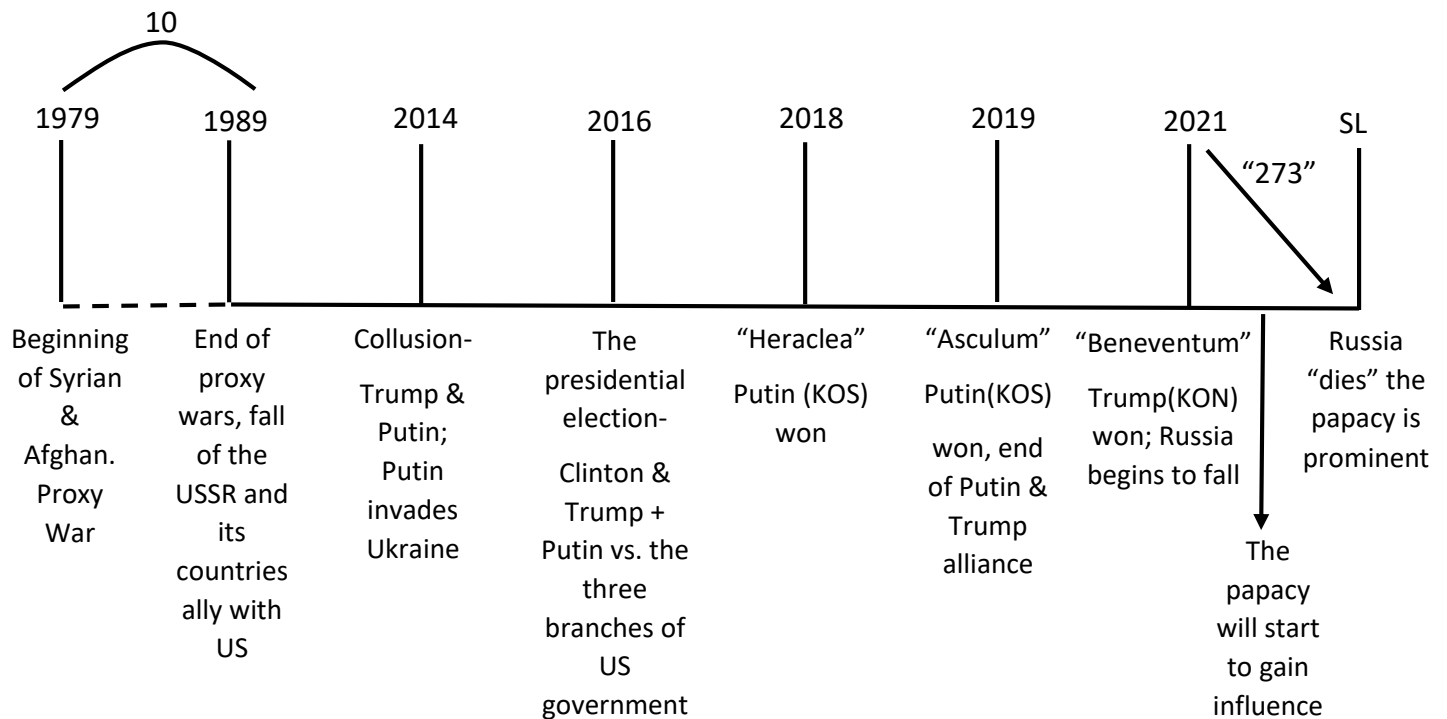 10
1979
1989
2014
2016
2018
2019
2021
SL
“273”
Beginning
of Syrian
&
Afghan.
Proxy
War
End of
proxy
wars, fall
of the
USSR and
its
countries
ally with
US
Collusion-
Trump &
Putin;
Putin
invades
Ukraine
The
presidential
election-
Clinton &
Trump +
Putin vs. the
three
branches of
US
government
“Heraclea”
Putin (KOS)
won
“Asculum”
Putin(KOS)
won, end
of Putin &
Trump
alliance
“Beneventum”
Trump(KON)
won; Russia
begins to fall
The
papacy
will start
to gain
influence
Russia
“dies” the
papacy is
prominent